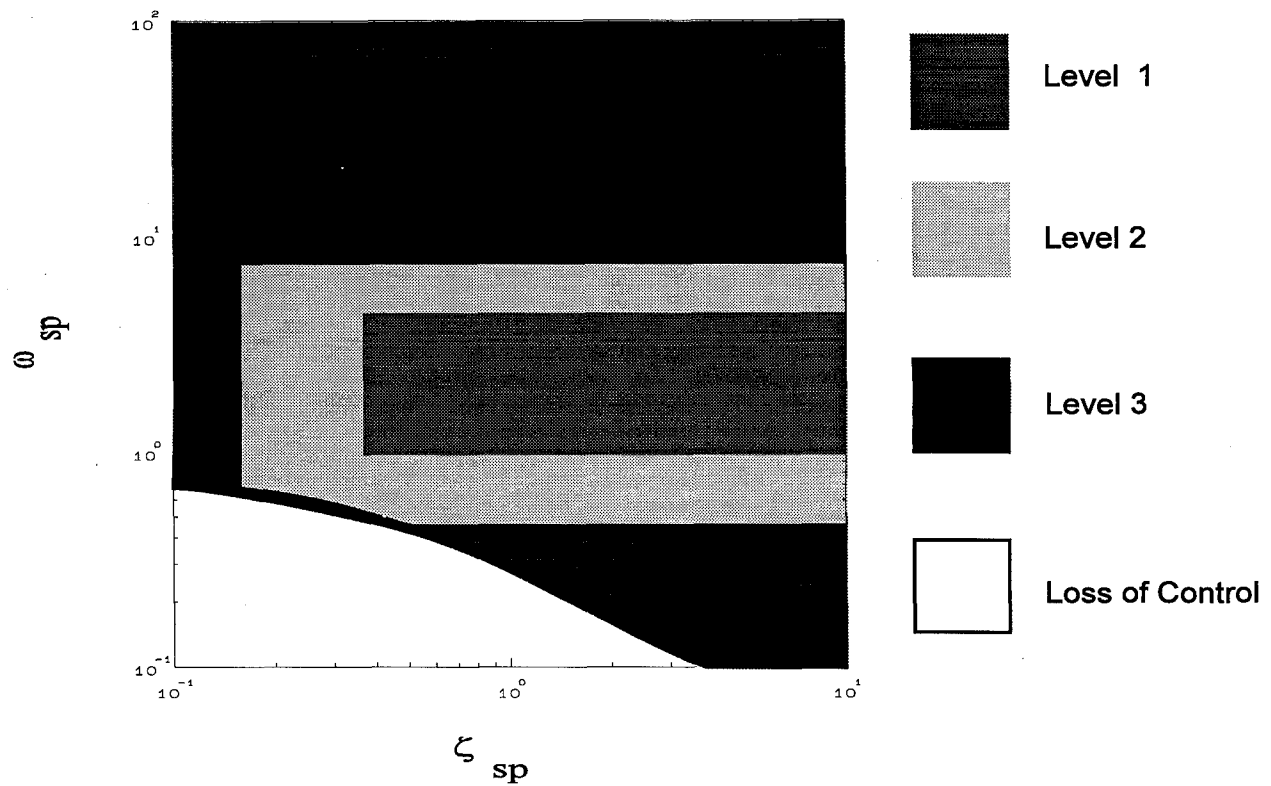 10²
10¹
10⁰
10⁻¹
ω sp
10⁻¹
10⁰
10¹
ζ sp
Level 1
Level 2
Level 3
Loss of Control